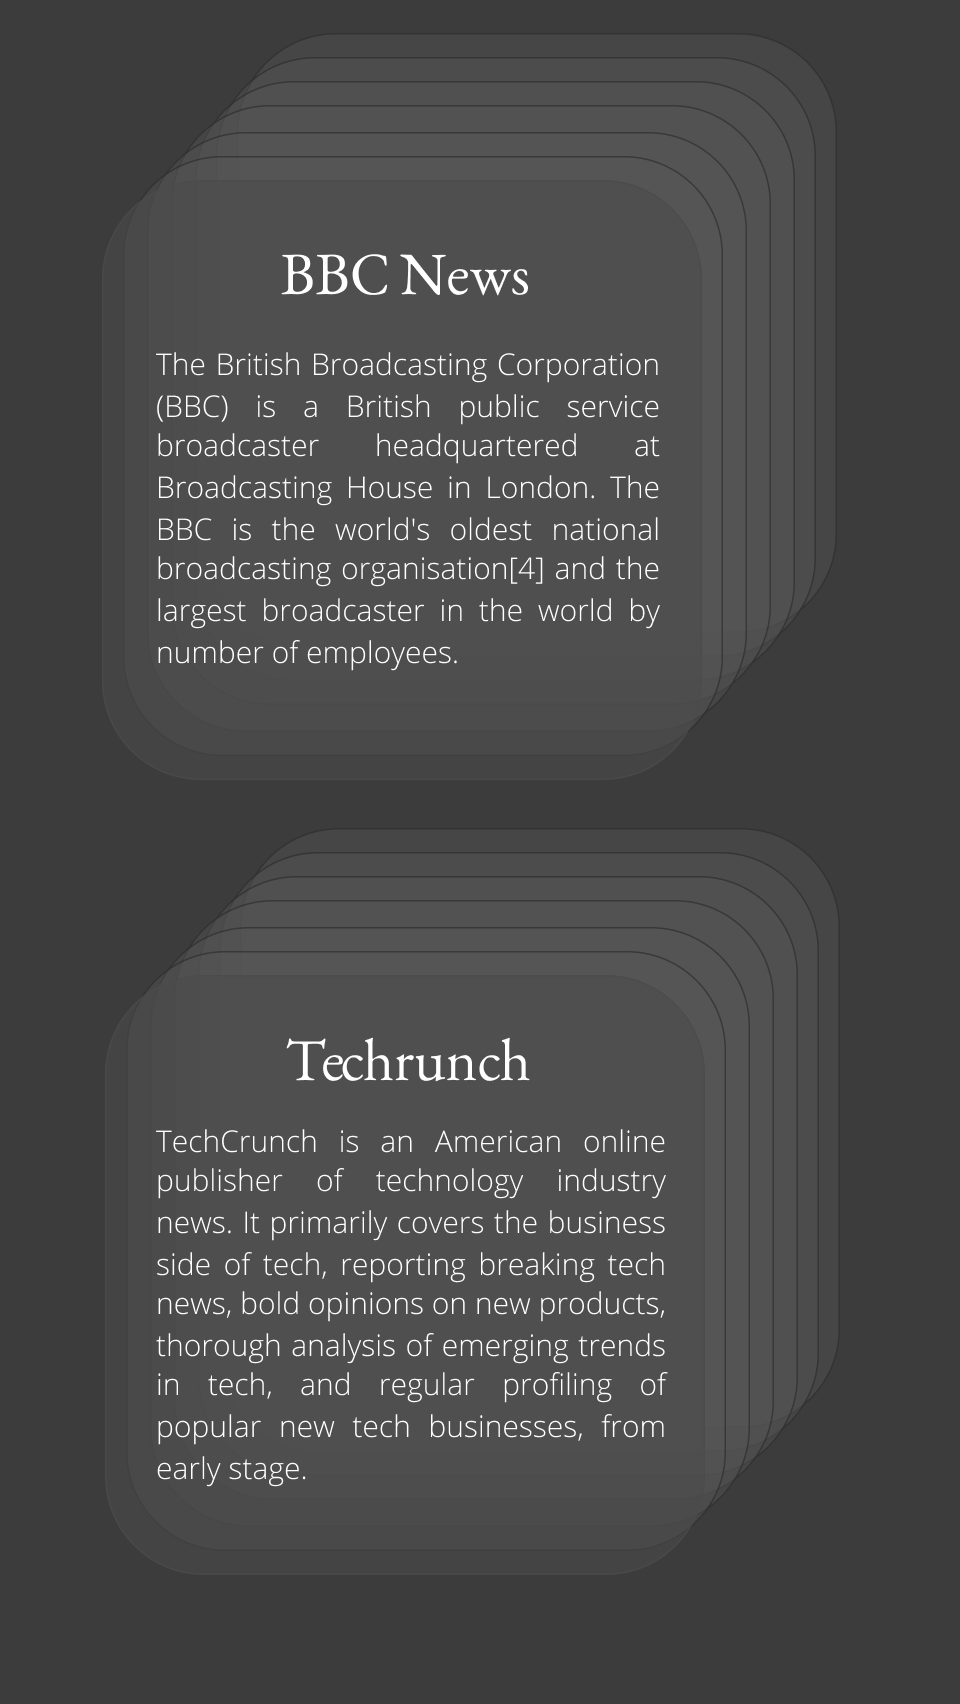 BBC News
The British Broadcasting Corporation
(BBC) is a British public service
broadcaster headquartered at
Broadcasting House in London. The
BBC is the world's oldest national
broadcasting organisation[4] and the
largest broadcaster in the world by
number of employees.
Techrunch
TechCrunch is an American online
publisher of technology industry
news. It primarily covers the business
side of tech, reporting breaking tech
news, bold opinions on new products,
thorough analysis of emerging trends
in tech, and regular profiling of
popular new tech businesses, from
early stage.